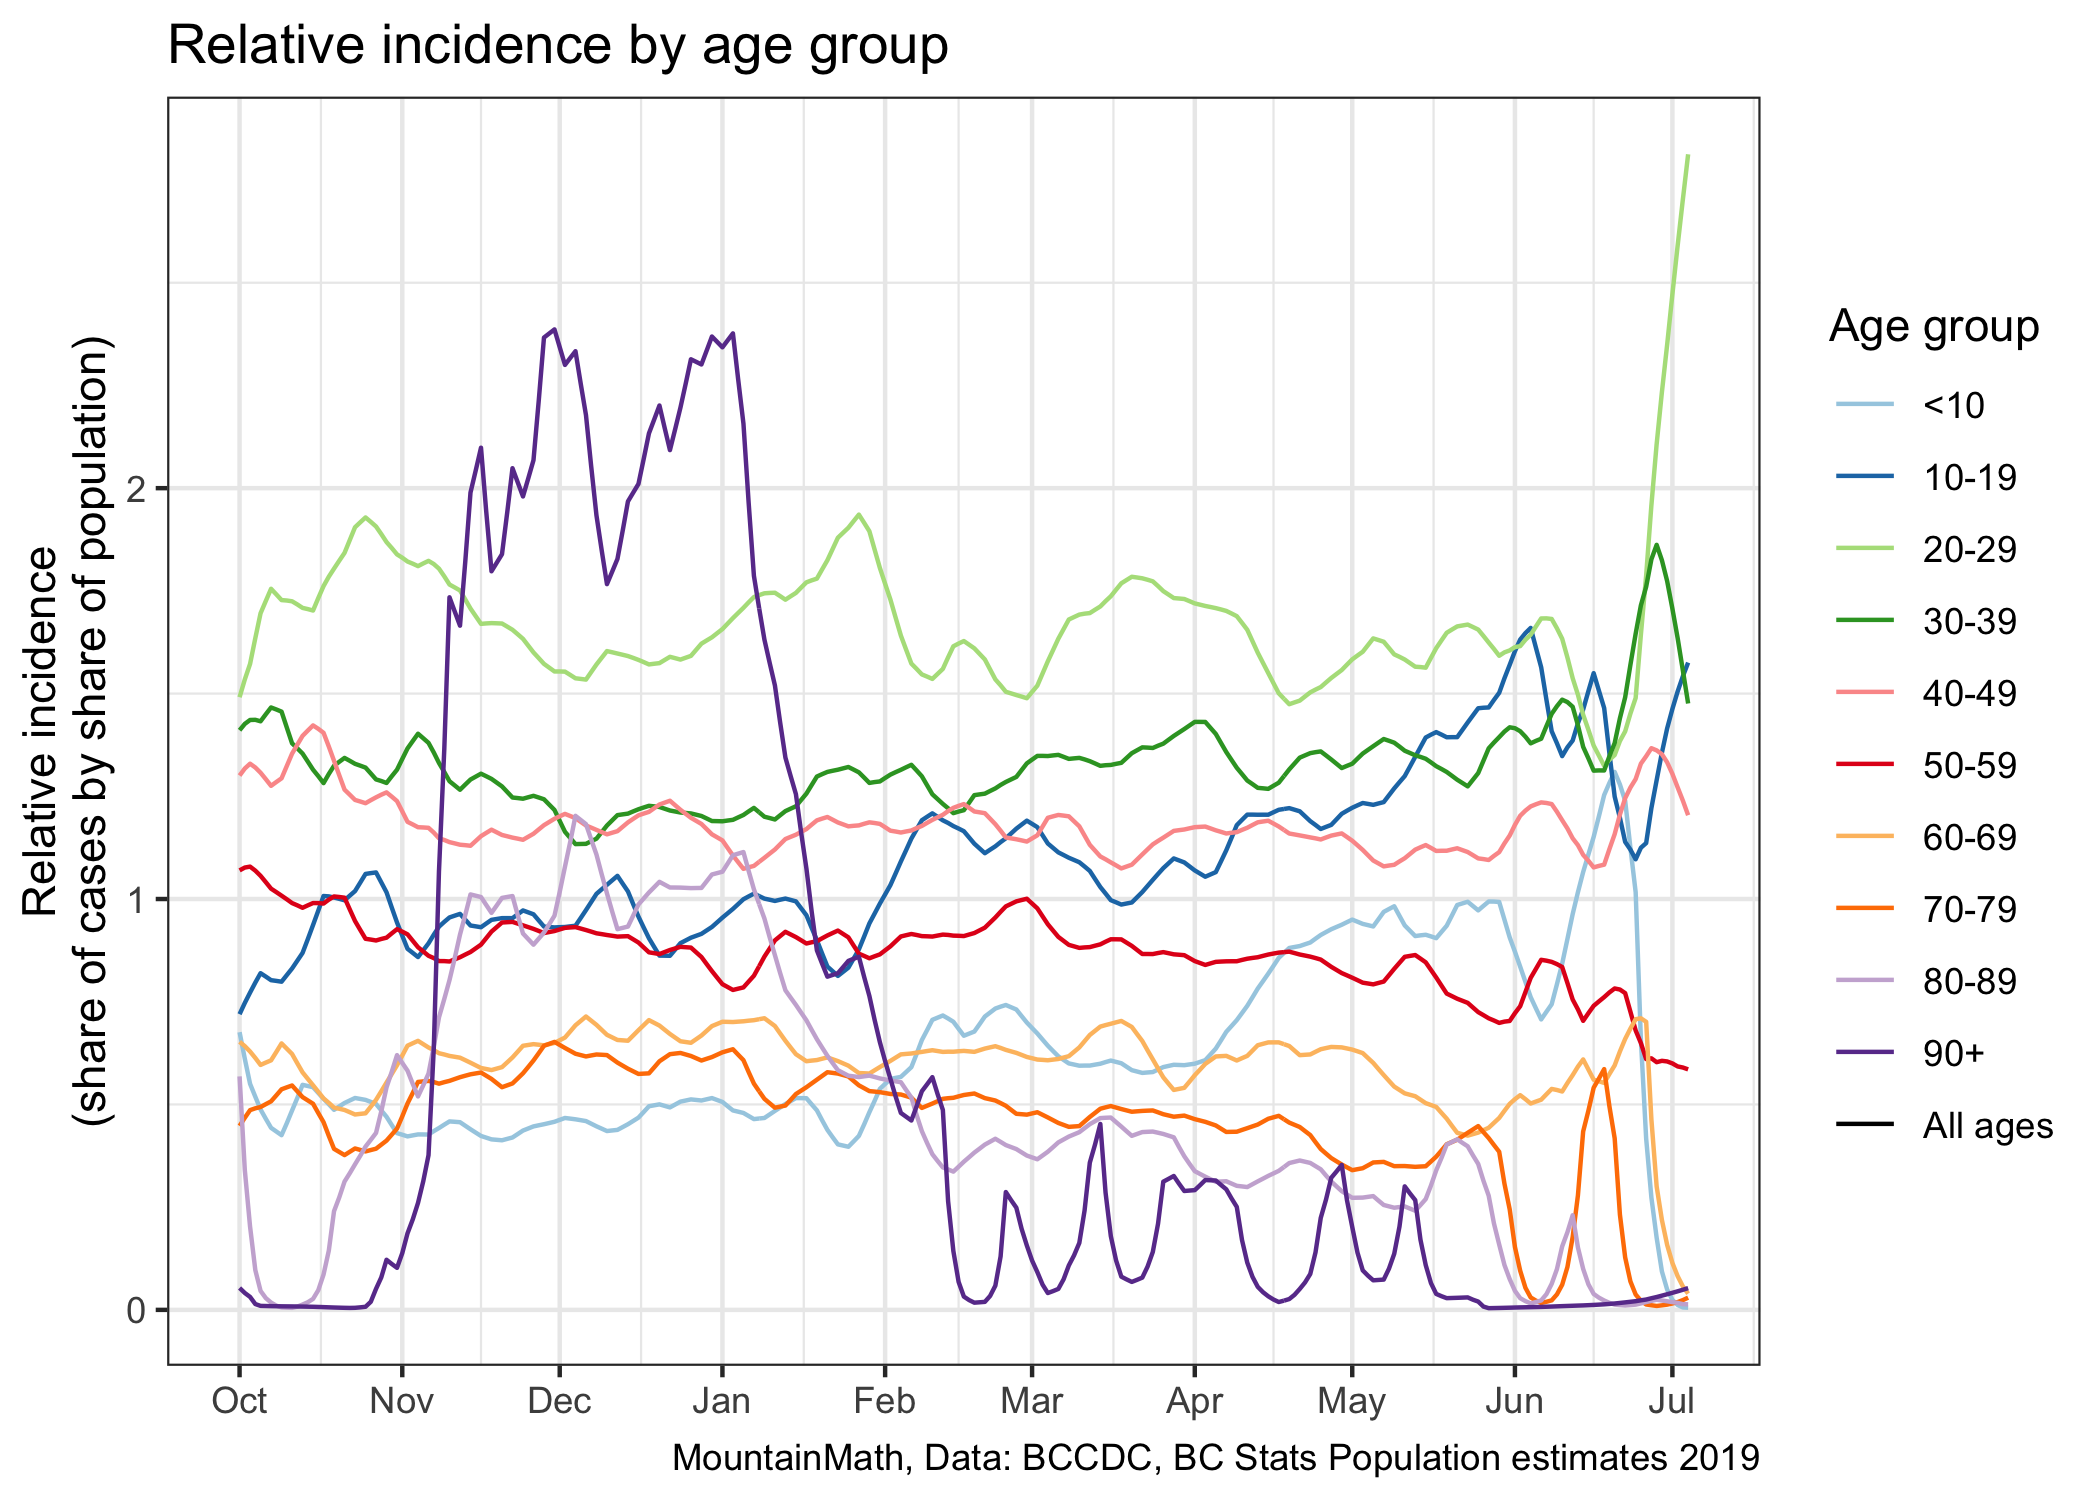 Relative incidence by age group
Relative incidence
(share of cases by share of population)
2
1
0
Oct Nov Dec Jan Feb Mar Apr May Jun Jul
Age group
<10
10-19
20-29
30-39
40-49
50-59
60-69
70-79
80-89
90+
All ages
MountainMath, Data: BCCDC, BC Stats Population estimates 2019